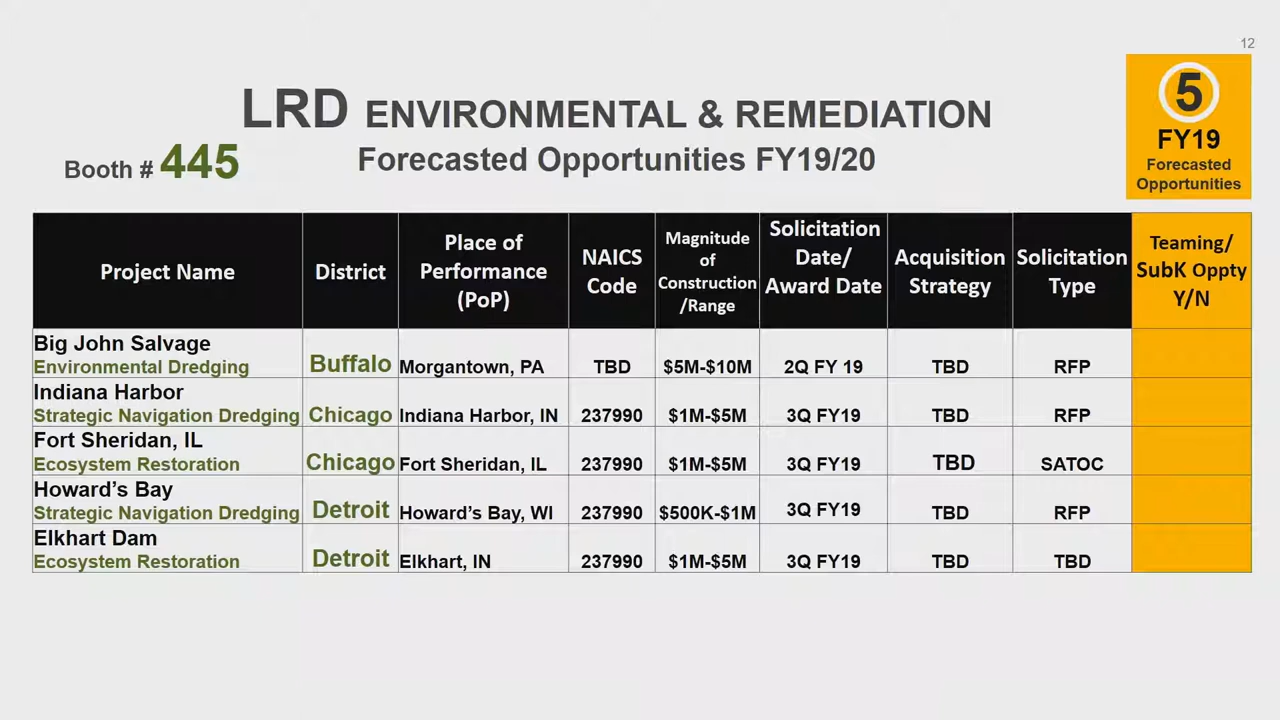 12
LRD ENVIRONMENTAL & REMEDIATION
Forecasted Opportunities FY19/20
Booth # 445
5
FY19
Forecasted
Opportunities
Project Name
District
Place of
Performance
(PoP)
NAICS
Code
Magnitude
of
Construction
/Range
Solicitation
Date/
Award Date
Acquisition
Strategy
Solicitation
Type
Teaming/
SubK Oppty
Y/N
Big John Salvage
Environmental Dredging Buffalo Morgantown, PA TBD $5M-$10M 2Q FY 19 TBD RFP
Indiana Harbor
Strategic Navigation Dredging Chicago Indiana Harbor, IN 237990 $1M-$5M 3Q FY19 TBD RFP
Fort Sheridan, IL
Ecosystem Restoration Chicago Fort Sheridan, IL 237990 $1M-$5M 3Q FY19 TBD SATOC
Howard’s Bay
Strategic Navigation Dredging Detroit Howard’s Bay, WI 237990 $500K-$1M 3Q FY19 TBD RFP
Elkhart Dam
Ecosystem Restoration Detroit Elkhart, IN 237990 $1M-$5M 3Q FY19 TBD TBD